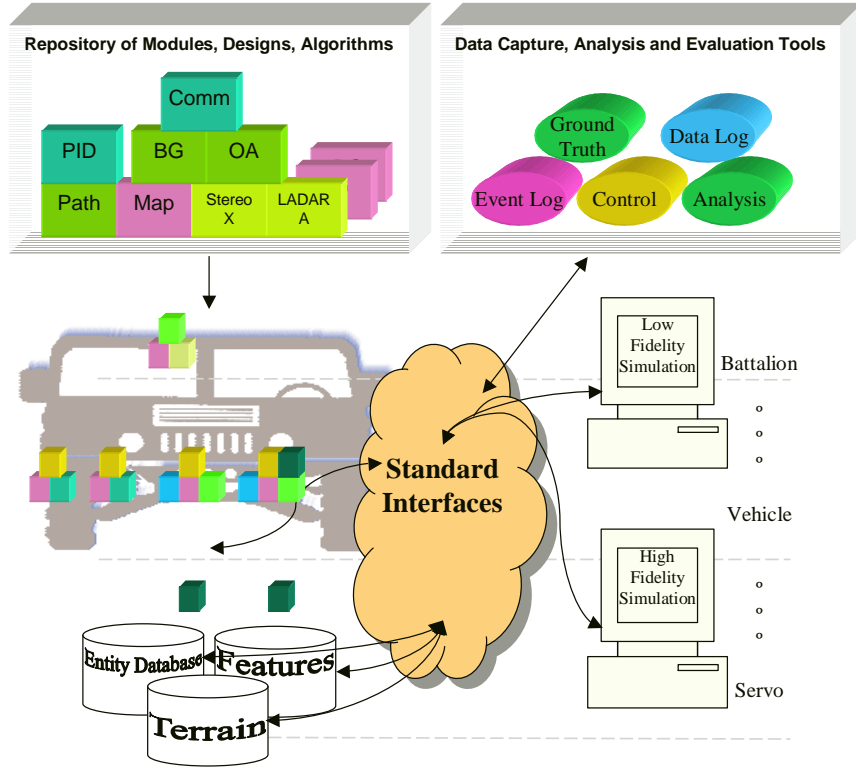 Repository of Modules, Designs, Algorithms
Comm
PID
BG
OA
Path
Map
Stereo
X
LADAR
A
Data Capture, Analysis and Evaluation Tools
Ground
Truth
Data Log
Event Log
Control
Analysis
Low
Fidelity
Simulation
Battalion
Standard
Interfaces
Vehicle
High
Fidelity
Simulation
Servo
Entity Database
Features
Terrain